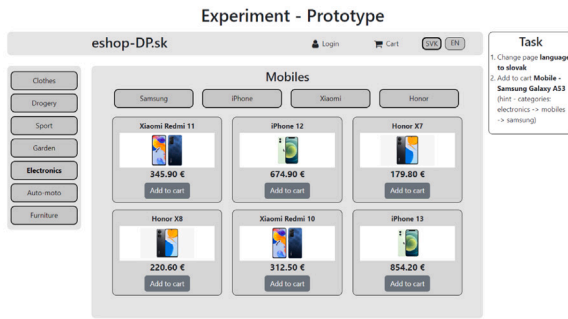 Experiment - Prototype
eshop-DP.sk
Login
Cart
SVK
EN
Task
1. Change page language
to slovak
2. Add to cart Mobile -
Samsung Galaxy A53
(hint - categories:
electronics -> mobiles
-> samsung)
Clothes
Drogery
Sport
Garden
Electronics
Auto-moto
Furniture
Mobiles
Samsung
iPhone
Xiaomi
Honor
Xiaomi Redmi 11
345.90 €
Add to cart
iPhone 12
674.90 €
Add to cart
Honor X7
179.80 €
Add to cart
Honor X8
220.60 €
Add to cart
Xiaomi Redmi 10
312.50 €
Add to cart
iPhone 13
854.20 €
Add to cart